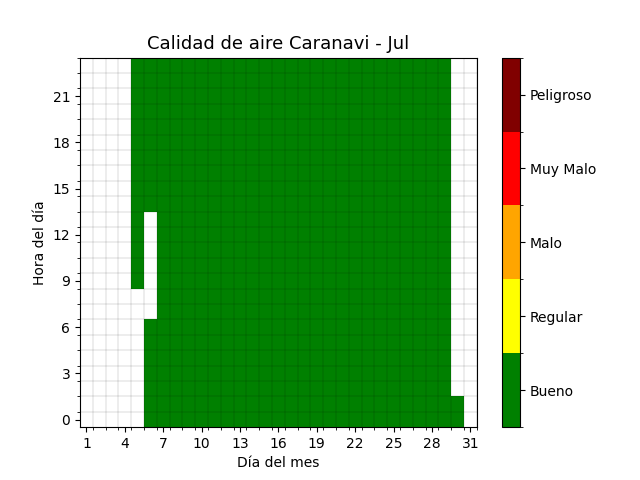 Calidad de aire Caranavi - Jul
Hora del día
21
18
15
12
9
6
3
0
1 4 7 10 13 16 19 22 25 28 31
Día del mes
Peligroso
Muy Malo
Malo
Regular
Bueno